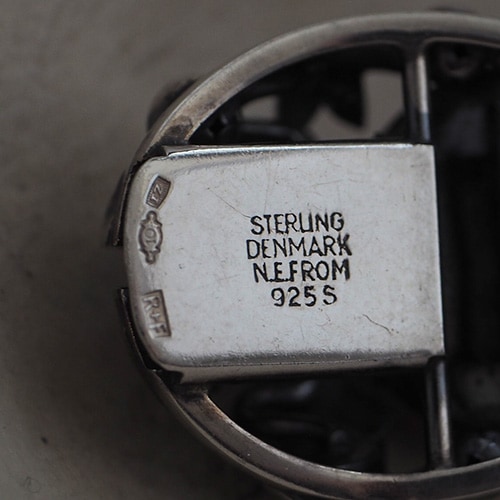 STERLING
DENMARK
N.E.FROM
925S